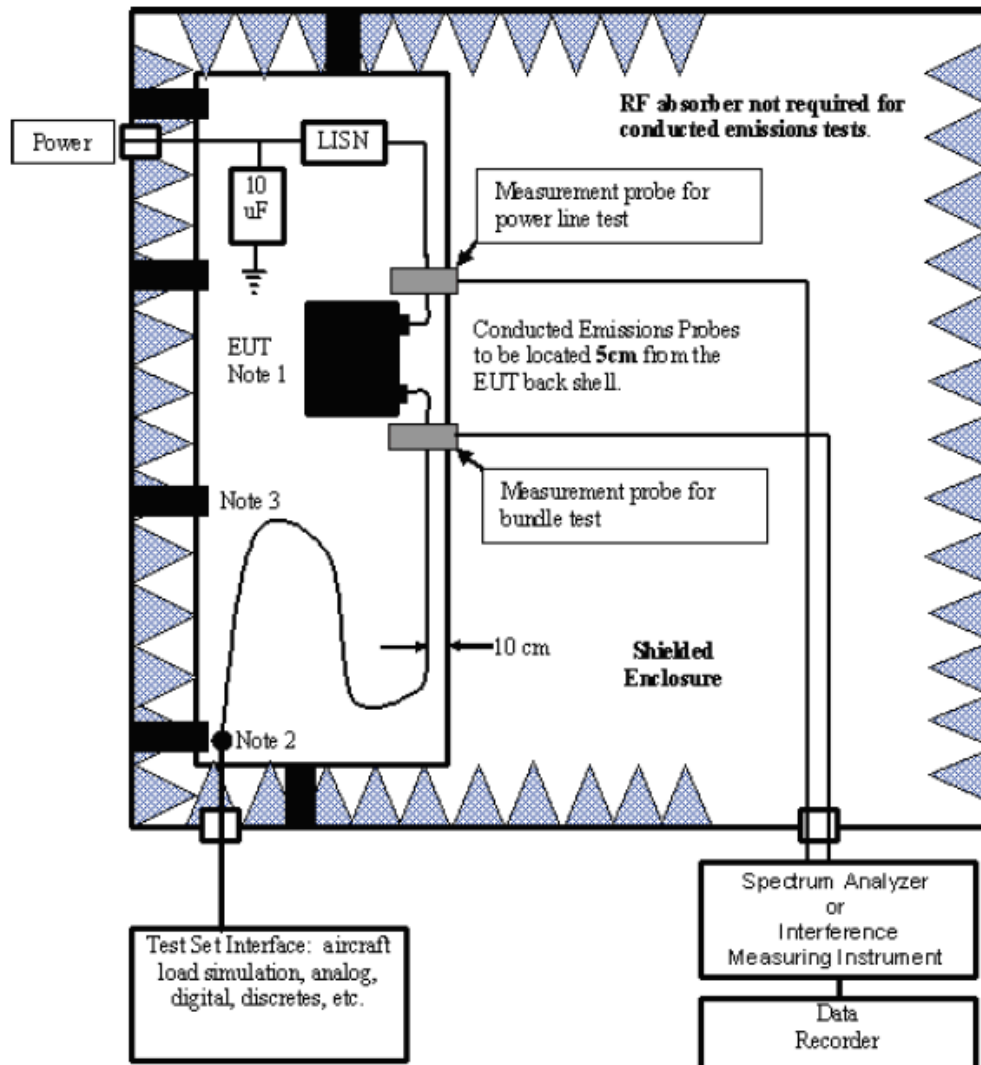 RF absorber not required for
conducted emissions tests.
Power
LISN
10
uF
Measurement probe for
power line test
EUT
Note 1
Conducted Emissions Probes
to be located 5cm from the
EUT back shell.
Note 3
Measurement probe for
bundle test
10 cm
Shielded
Enclosure
Note 2
Test Set Interface: aircraft
load simulation, analog,
digital, discretes, etc.
Spectrum Analyzer
or
Interference
Measuring Instrument
Data
Recorder